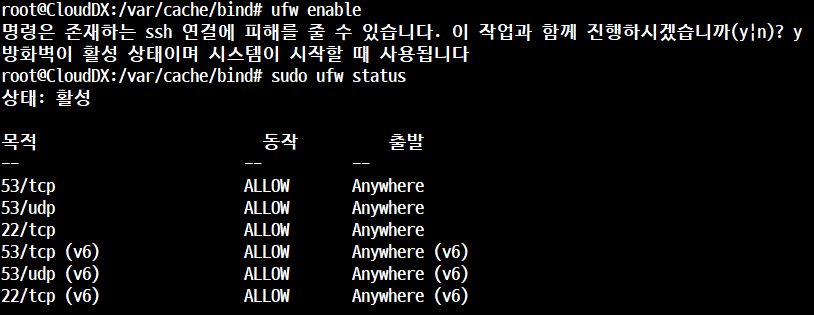 root@CloudDX:/var/cache/bind# ufw enable
명령은 존재하는 ssh 연결에 피해를 줄 수 있습니다. 이 작업과 함께 진행하시겠습니까(y|n)? y
방화벽이 활성 상태이며 시스템이 시작할 때 사용됩니다
root@CloudDX:/var/cache/bind# sudo ufw status
상태: 활성
목적 동작 출발
-- -- --
53/tcp ALLOW Anywhere
53/udp ALLOW Anywhere
22/tcp ALLOW Anywhere
53/tcp (v6) ALLOW Anywhere (v6)
53/udp (v6) ALLOW Anywhere (v6)
22/tcp (v6) ALLOW Anywhere (v6)